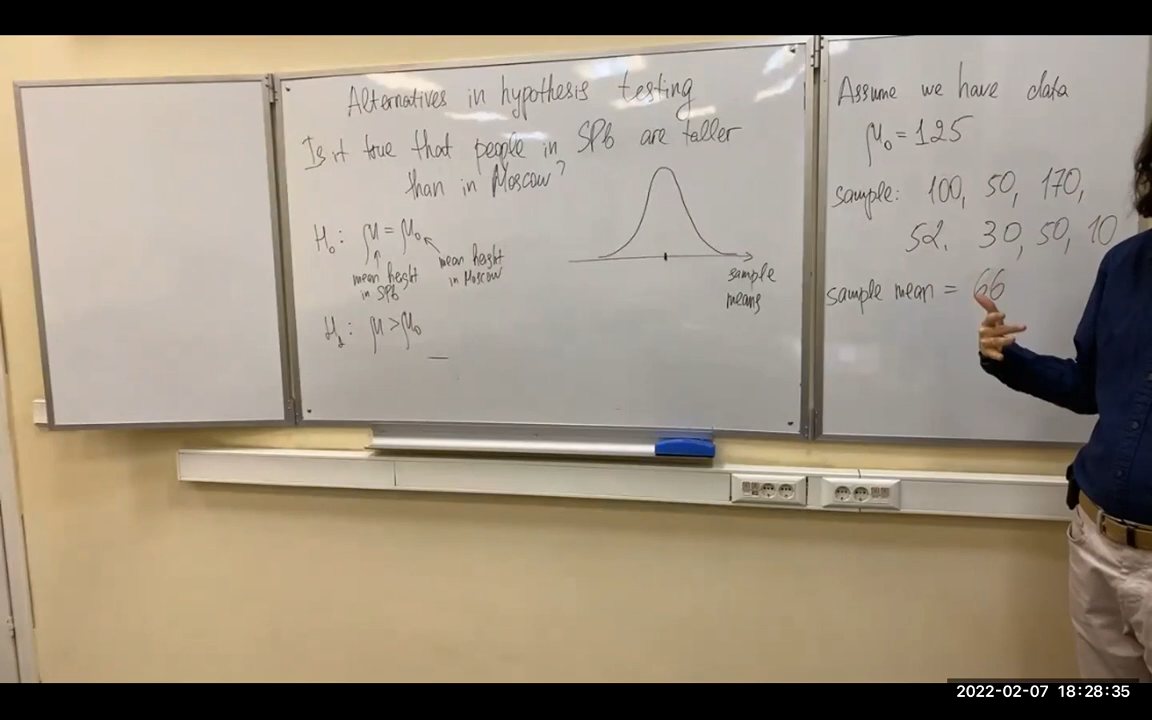 Alternatives in hypothesis testing
Is it true that people in SPb are taller
than in Moscow?
H₀: μ = μ₀
mean height
in SPb
mean height
in Moscow
H₁: μ > μ₀
sample
means
Assume we have data
μ₀ = 125
sample: 100, 50, 170,
52, 30, 50, 10
sample mean = 66
2022-02-07 18:28:35